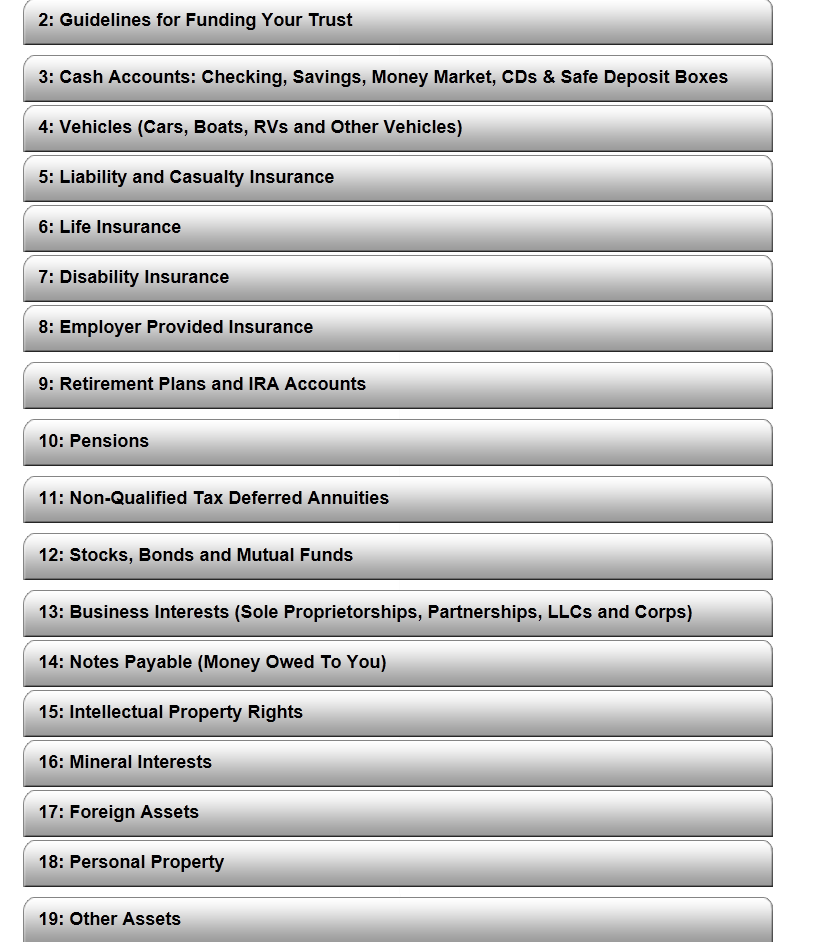 2: Guidelines for Funding Your Trust
3: Cash Accounts: Checking, Savings, Money Market, CDs & Safe Deposit Boxes
4: Vehicles (Cars, Boats, RVs and Other Vehicles)
5: Liability and Casualty Insurance
6: Life Insurance
7: Disability Insurance
8: Employer Provided Insurance
9: Retirement Plans and IRA Accounts
10: Pensions
11: Non-Qualified Tax Deferred Annuities
12: Stocks, Bonds and Mutual Funds
13: Business Interests (Sole Proprietorships, Partnerships, LLCs and Corps)
14: Notes Payable (Money Owed To You)
15: Intellectual Property Rights
16: Mineral Interests
17: Foreign Assets
18: Personal Property
19: Other Assets